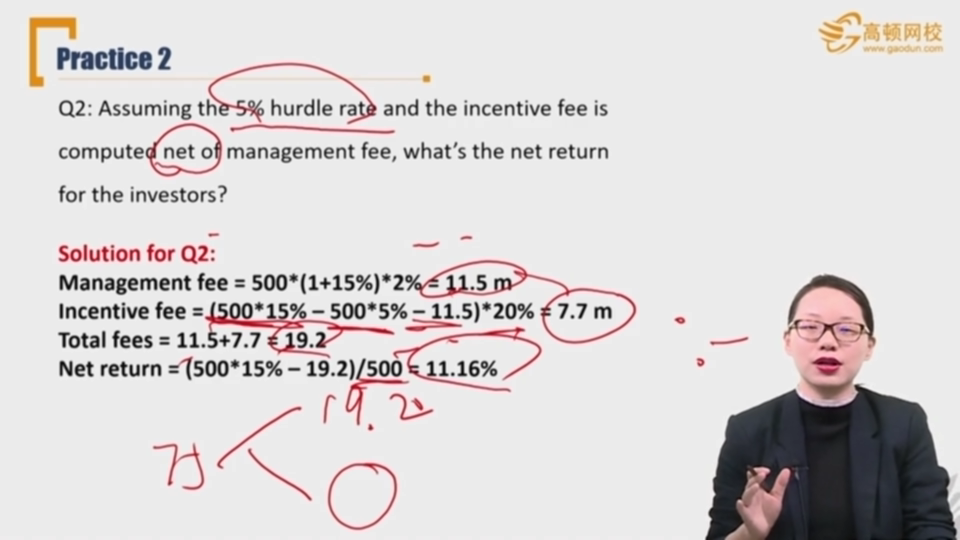 高顿网校
www.gaodun.com
Practice 2
Q2: Assuming the 5% hurdle rate and the incentive fee is
computed net of management fee, what's the net return
for the investors?
Solution for Q2:
Management fee = 500*(1+15%)*2% = 11.5 m
Incentive fee = (500*15% – 500*5% – 11.5)*20% = 7.7 m
Total fees = 11.5+7.7 = 19.2
Net return = (500*15% – 19.2)/500 = 11.16%
19.2
75